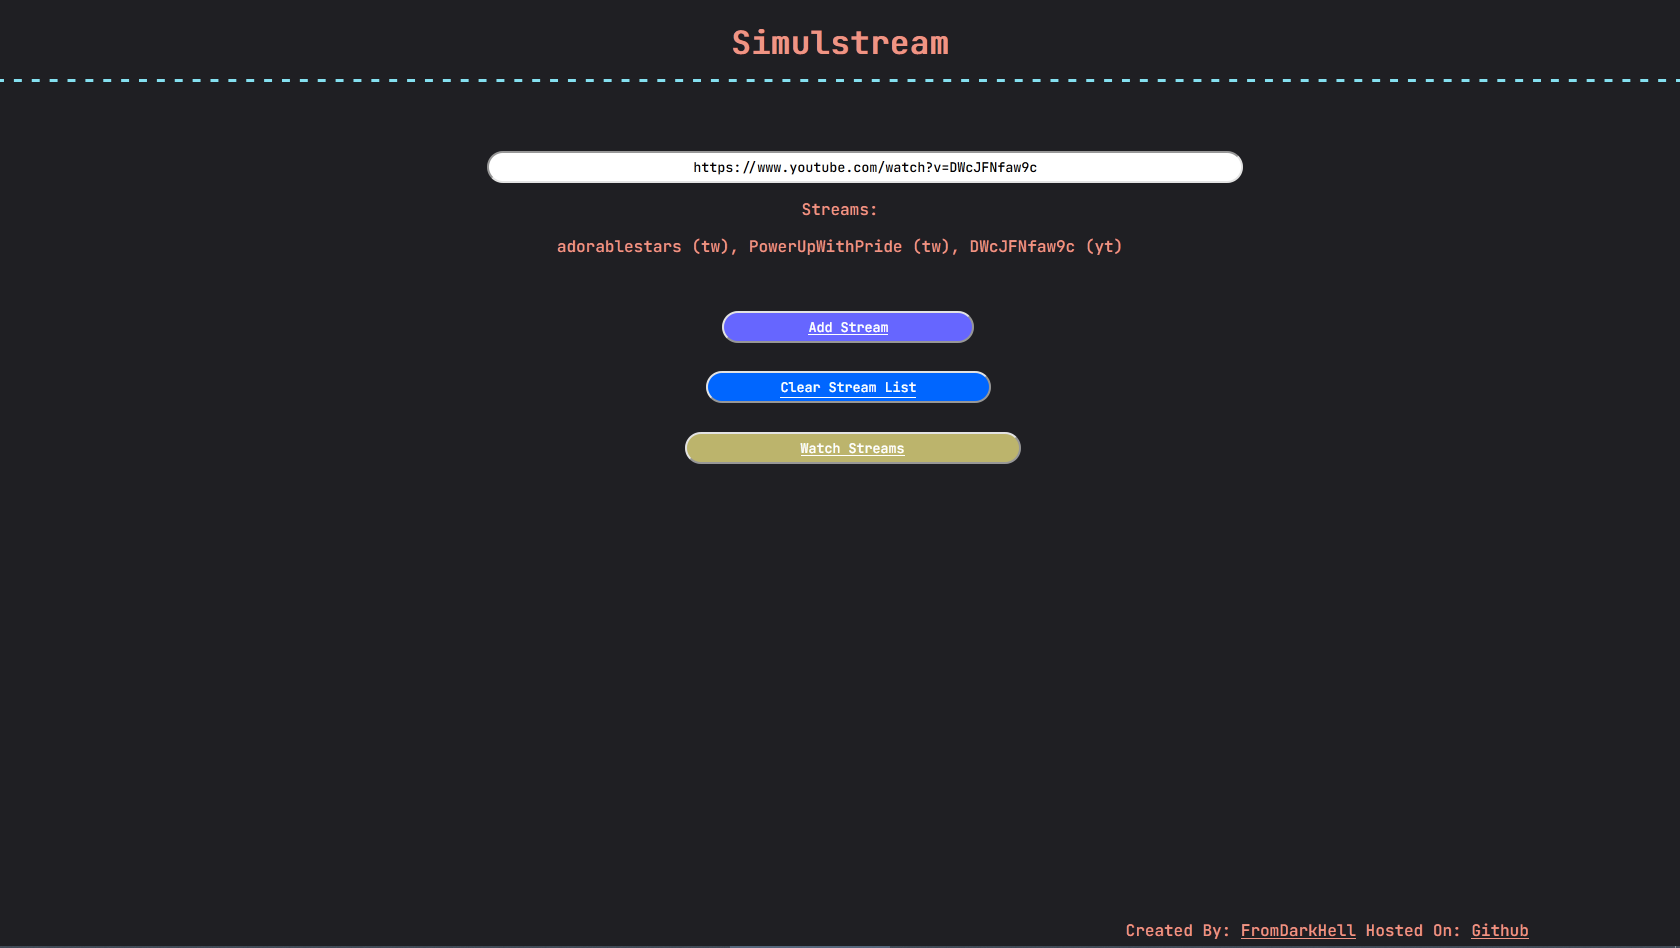 Simulstream
https://www.youtube.com/watch?v=DWcJFNfaw9c
Streams:
adorablestars (tw), PowerUpWithPride (tw), DWcJFNfaw9c (yt)
Add Stream
Clear Stream List
Watch Streams
Created By: FromDarkHell Hosted On: Github